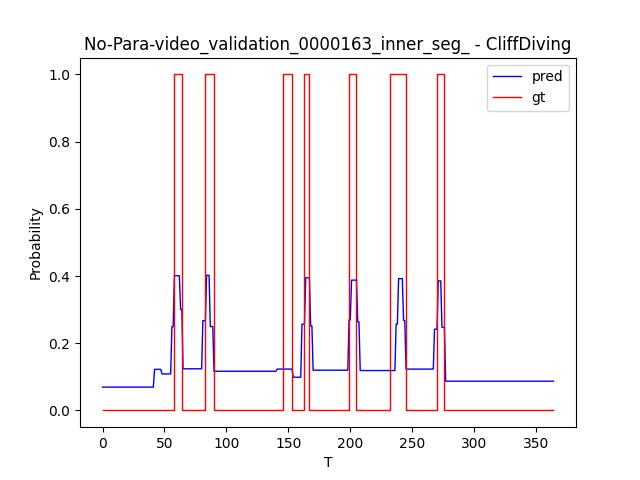 No-Para-video_validation_0000163_inner_seg_ - CliffDiving
pred
gt
1.0
0.8
0.6
0.4
0.2
0.0
Probability
0 50 100 150 200 250 300 350
T